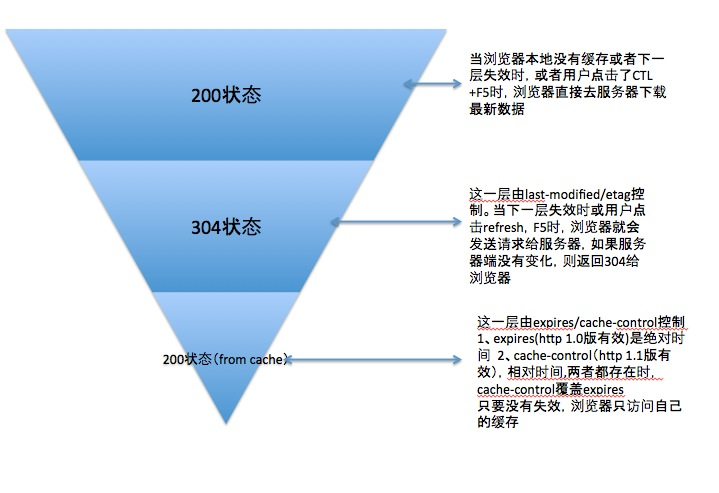 200状态
当浏览器本地没有缓存或者下一
层失效时，或者用户点击了CTL
+F5时，浏览器直接去服务器下载
最新数据
304状态
这一层由last-modified/etag控
制。当下一层失效时或用户点
击refresh，F5时，浏览器就会
发送请求给服务器，如果服务
器端没有变化，则返回304给
浏览器
200状态（from cache）
这一层由expires/cache-control控制
1、expires(http 1.0版有效)是绝对时
间 2、cache-control（http 1.1版有
效），相对时间,两者都存在时，
cache-control覆盖expires
只要没有失效，浏览器只访问自己
的缓存